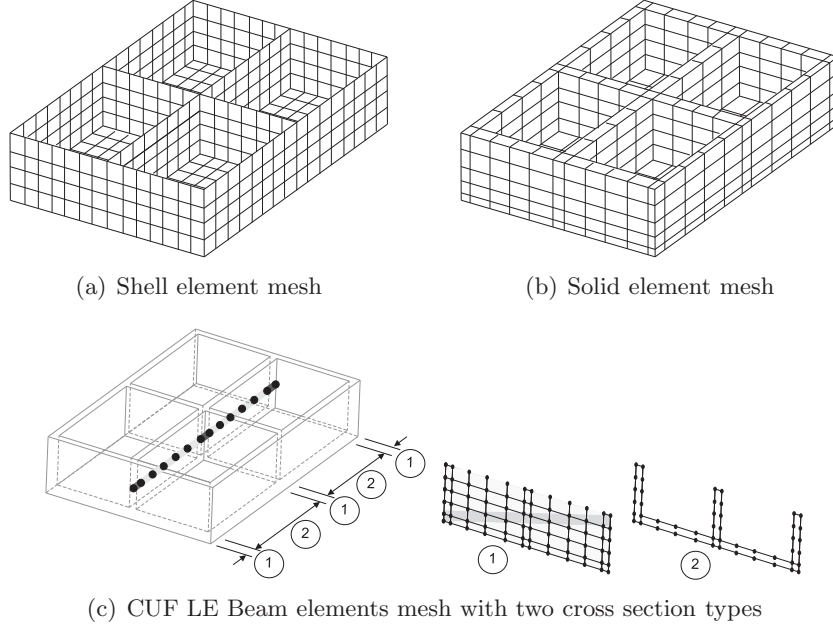 (a) Shell element mesh
(b) Solid element mesh
1
2
1
2
1
1
2
(c) CUF LE Beam elements mesh with two cross section types